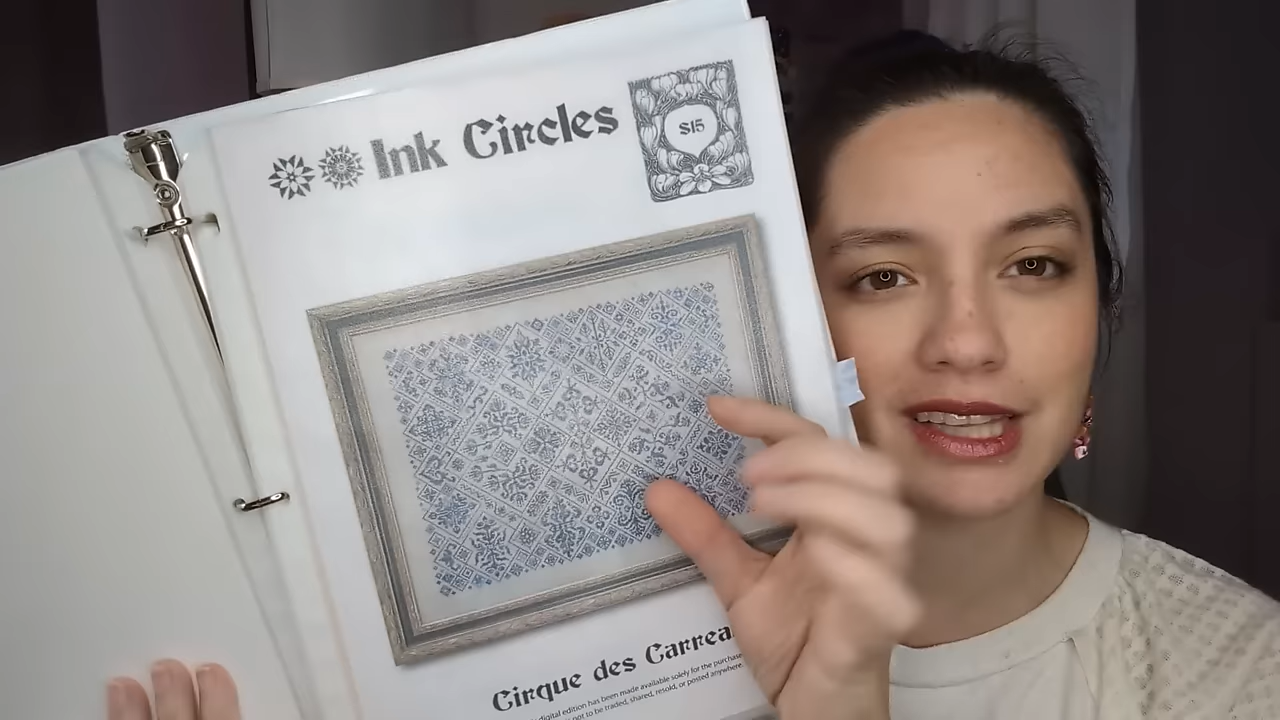 Ink Circles
$15
Cirque des Carrea
digital edition has been made available solely for the purchase
not to be traded, shared, resold, or posted anywhere.